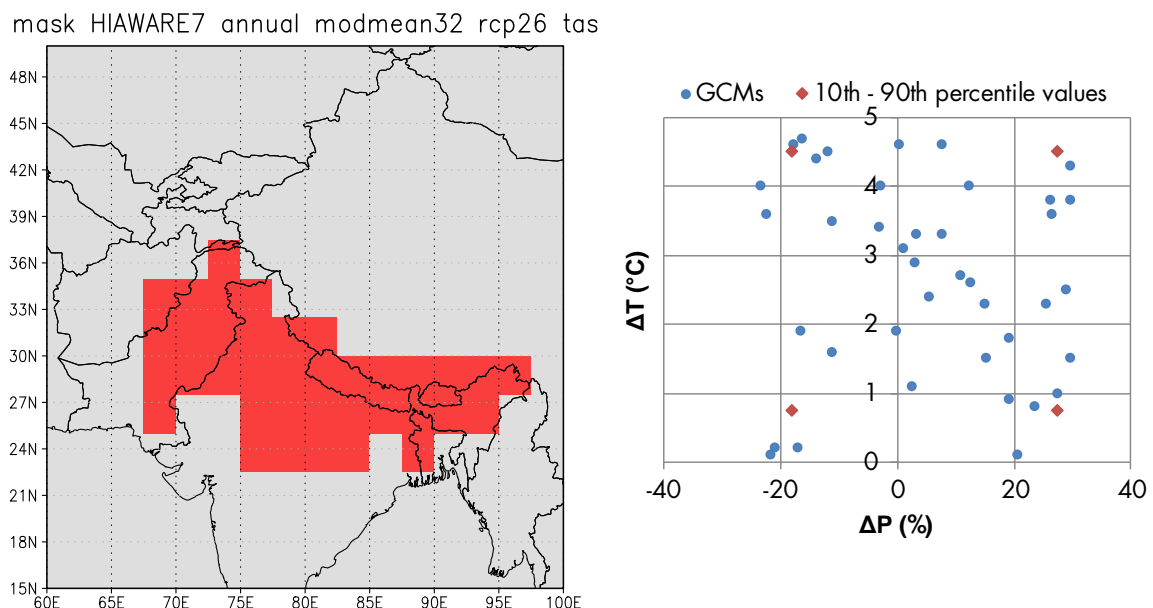 mask HIAWARE7 annual modmean32 rcp26 tas
48N
45N
42N
39N
36N
33N
30N
27N
24N
21N
18N
15N
60E 65E 70E 75E 80E 85E 90E 95E 100E
GCMs 10th - 90th percentile values
5
4
3
2
1
0
ΔT (°C)
-40 -20 0 20 40
ΔP (%)